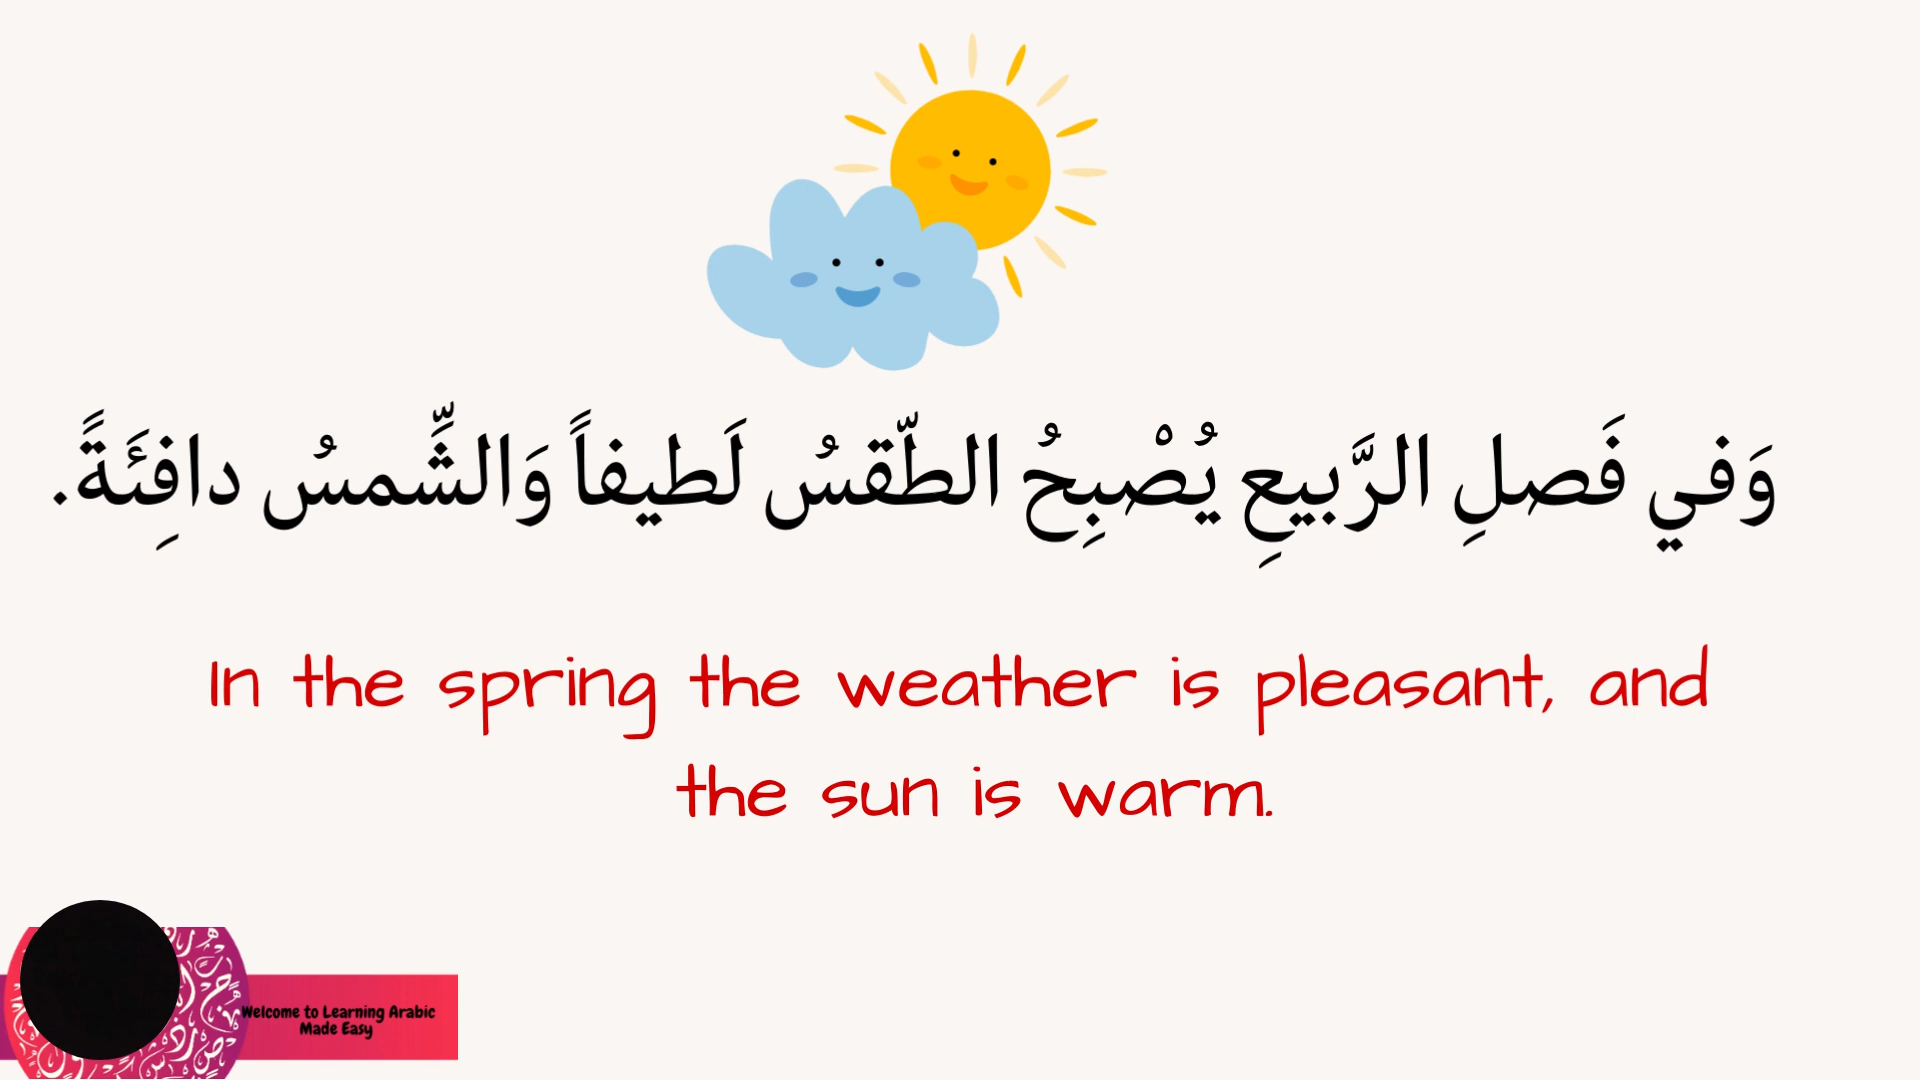 وَفي فَصلِ الرَّبيعِ يُصْبِحُ الطّقسُ لَطيفاً وَالشَّّمسُ دافِئَةً.
In the spring the weather is pleasant, and
the sun is warm.
Welcome to Learning Arabic
Made Easy